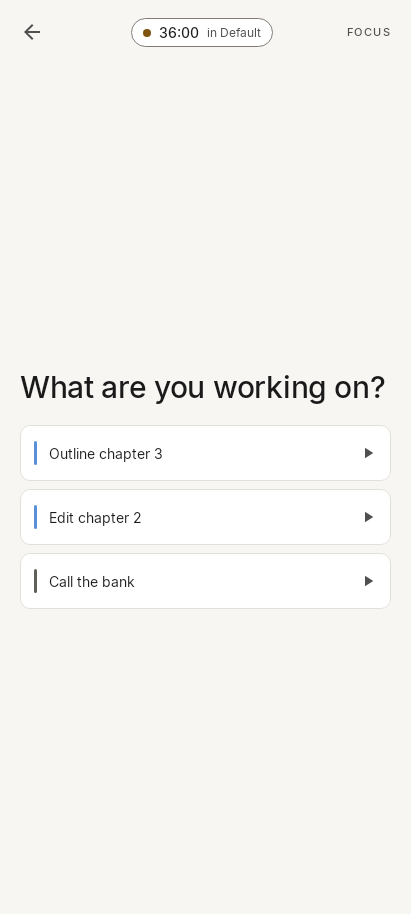 36:00 in Default
FOCUS
What are you working on?
Outline chapter 3
Edit chapter 2
Call the bank